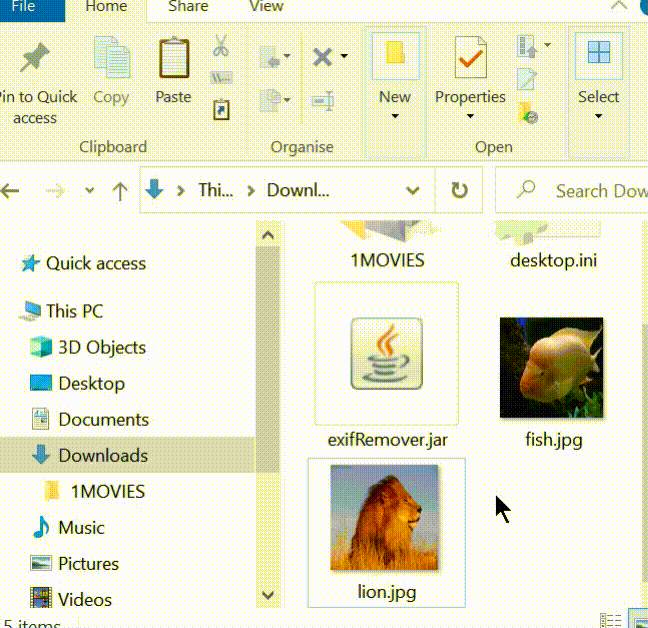 File Home Share View
Pin to Quick access
Copy
Paste
New
Properties
Select
Clipboard
Organise
Open
Thi...
Downl...
Search Dow
Quick access
This PC
3D Objects
Desktop
Documents
Downloads
1MOVIES
Music
Pictures
Videos
1MOVIES
desktop.ini
exifRemover.jar
fish.jpg
lion.jpg
5 items